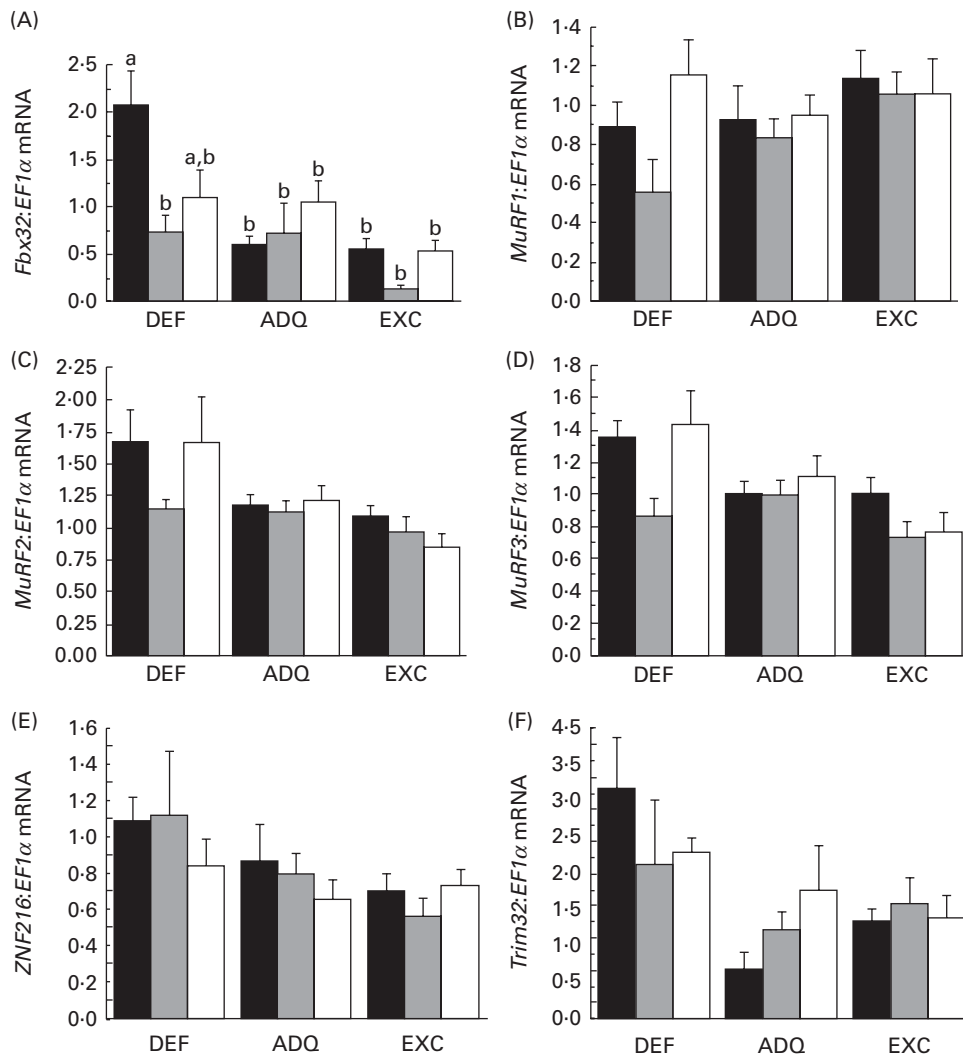 (A)
Fbx32:EF1α mRNA
2·5
2·0
1·5
1·0
0·5
0·0
a
b
a,b
b
b
b
b
b
b
DEF ADQ EXC
(B)
MuRF1:EF1α mRNA
1·4
1·2
1·0
0·8
0·6
0·4
0·2
0·0
DEF ADQ EXC
(C)
MuRF2:EF1α mRNA
2·25
2·00
1·75
1·50
1·25
1·00
0.75
0.50
0.25
0.00
DEF ADQ EXC
(D)
MuRF3:EF1α mRNA
1·8
1·6
1·4
1·2
1·0
0·8
0·6
0·4
0·2
0·0
DEF ADQ EXC
(E)
ZNF216:EF1α mRNA
1·6
1·4
1·2
1·0
0·8
0·6
0·4
0·2
0·0
DEF ADQ EXC
(F)
Trim32:EF1α mRNA
4·5
3·5
3·0
2·5
2·0
1·5
1·0
0·5
0·0
DEF ADQ EXC